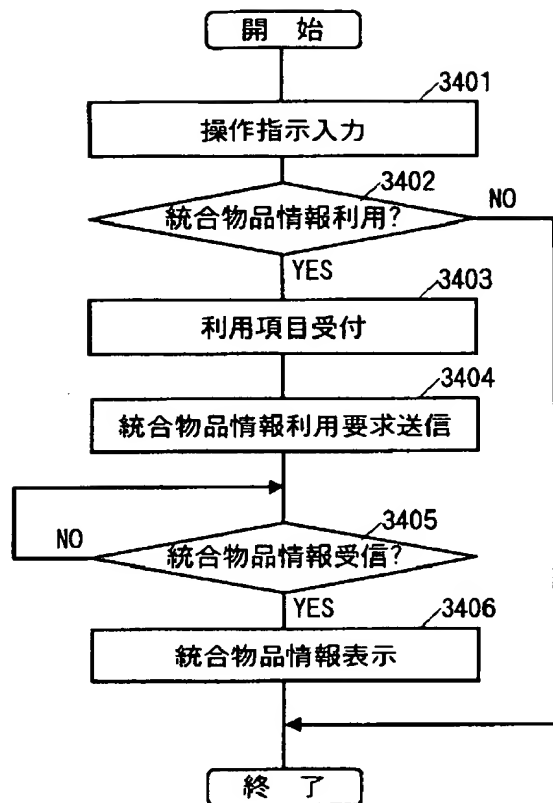 開 始
3401
操作指示入力
3402
統合物品情報利用?
NO
YES
3403
利用項目受付
3404
統合物品情報利用要求送信
3405
統合物品情報受信?
NO
YES
3406
統合物品情報表示
終 了